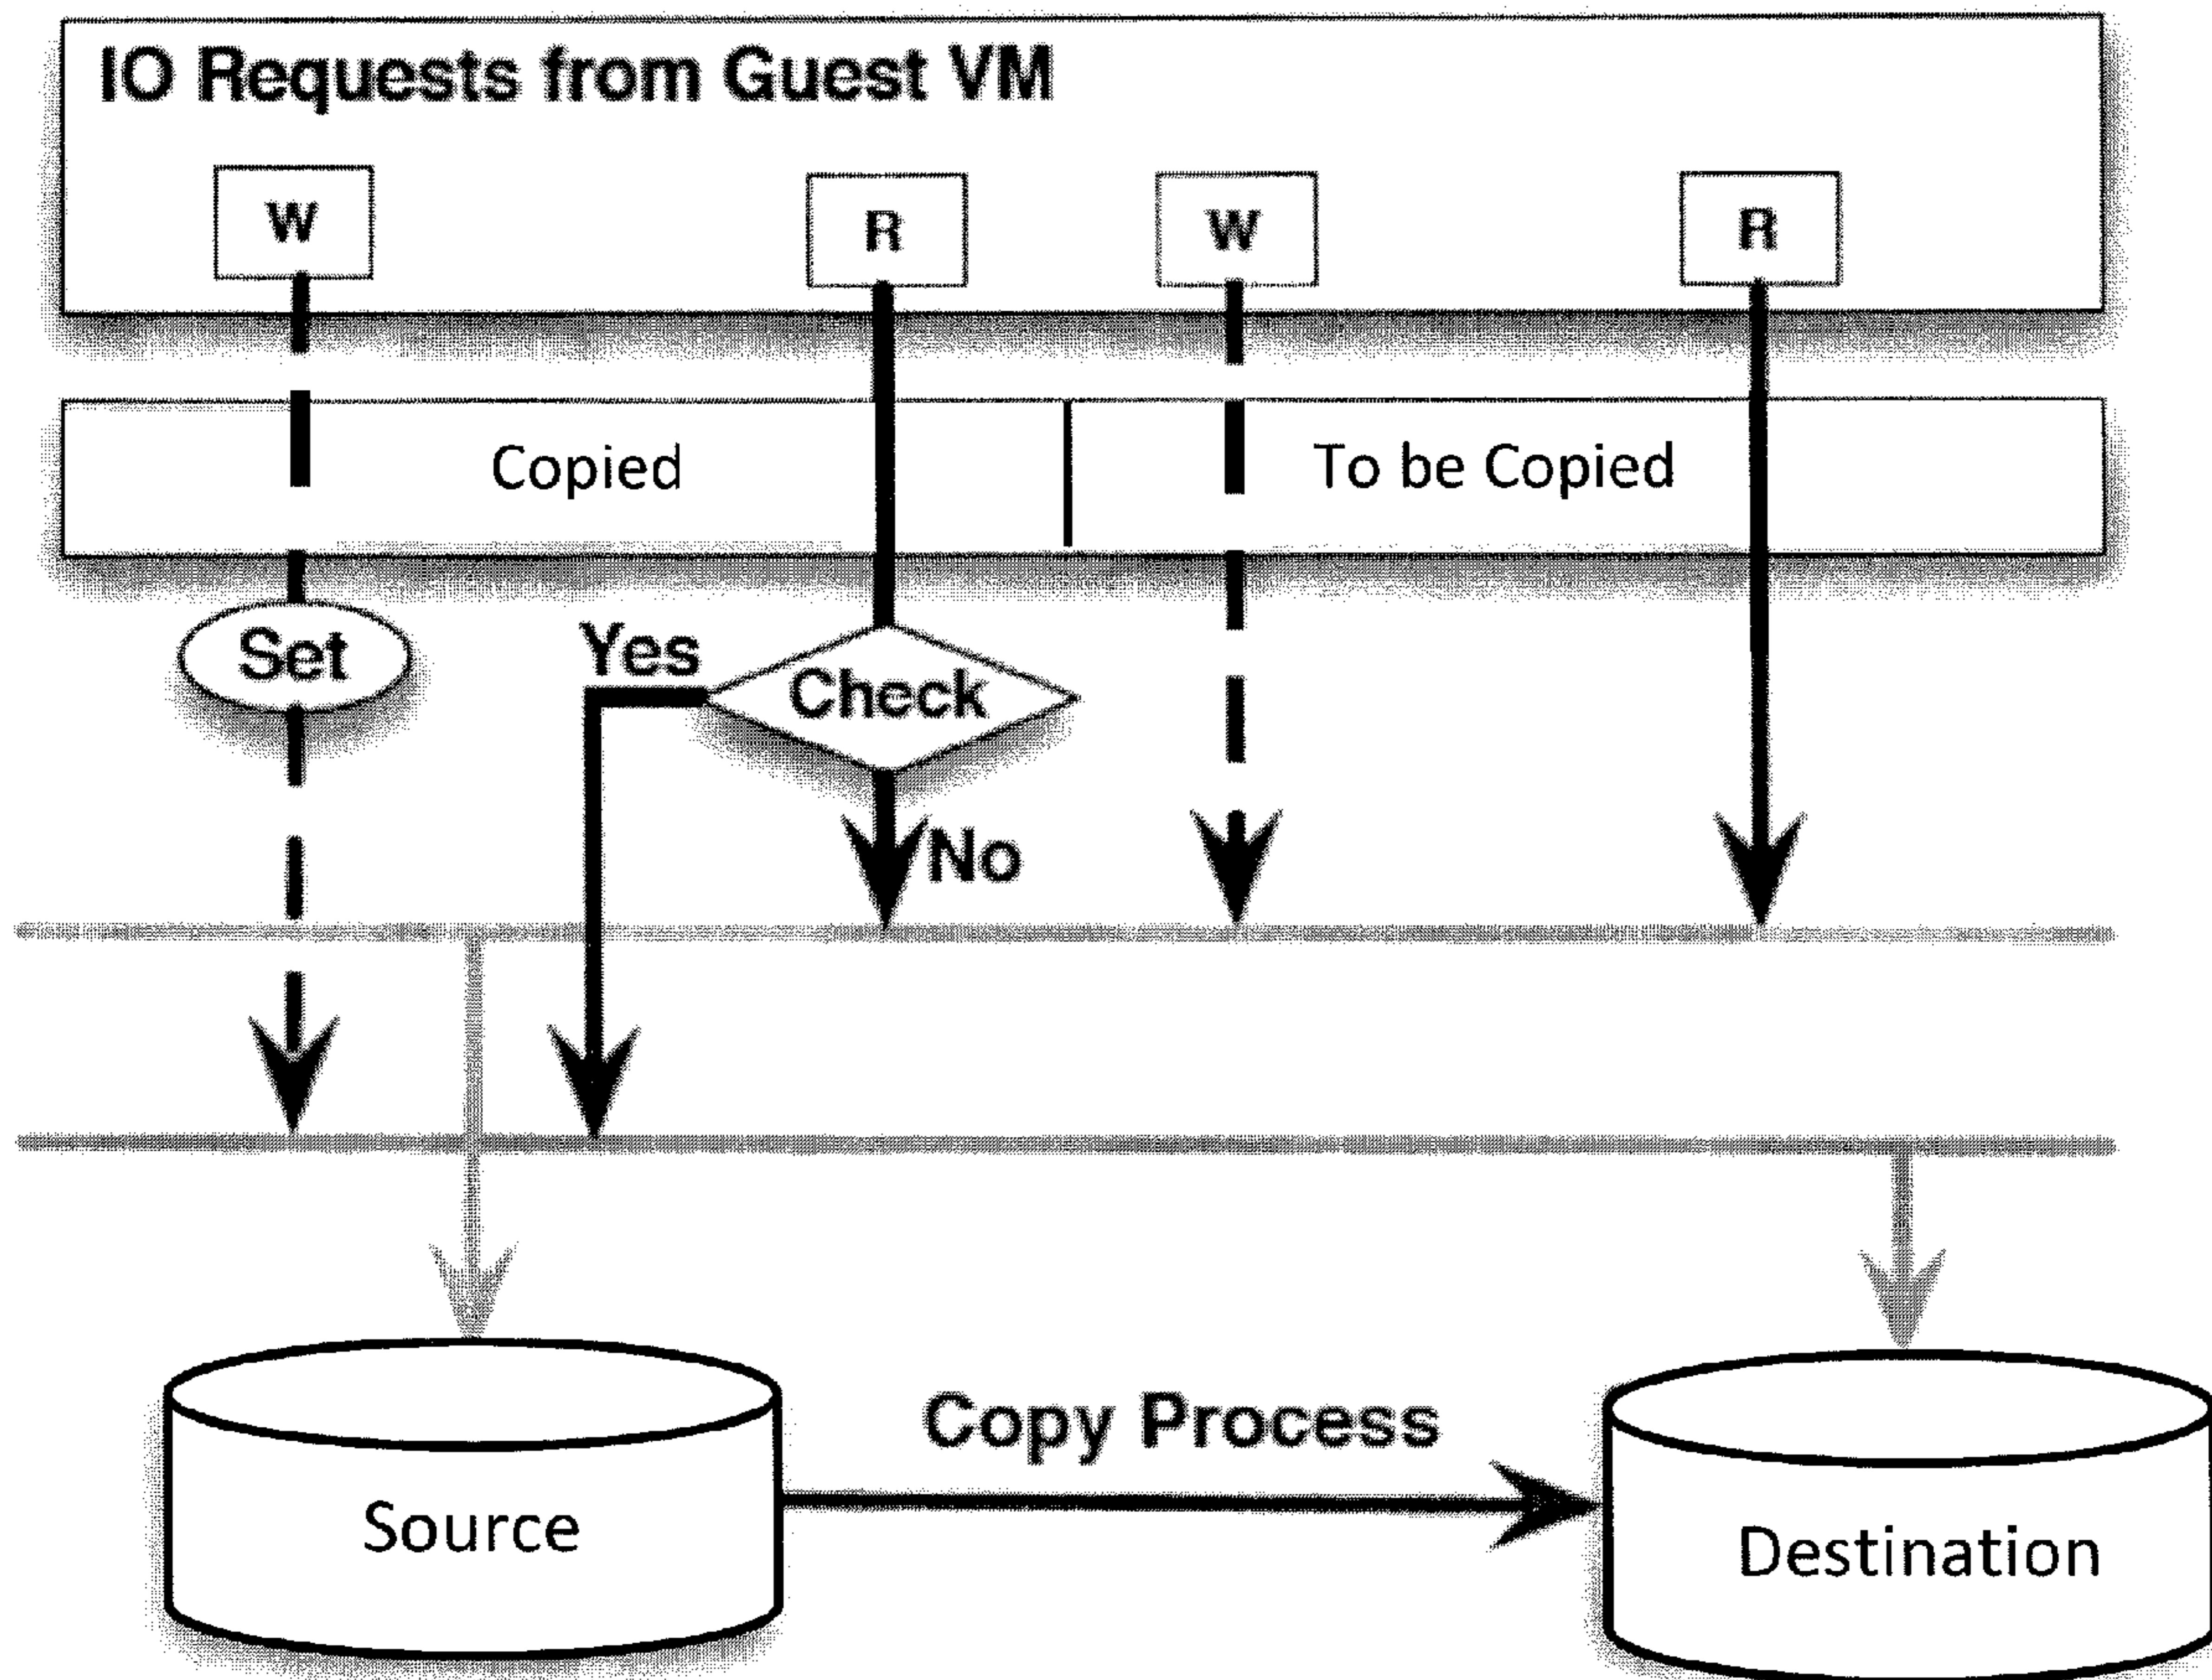 IO Requests from Guest VM
W
R
W
R
Copied
To be Copied
Set
Yes
Check
No
Copy Process
Source
Destination